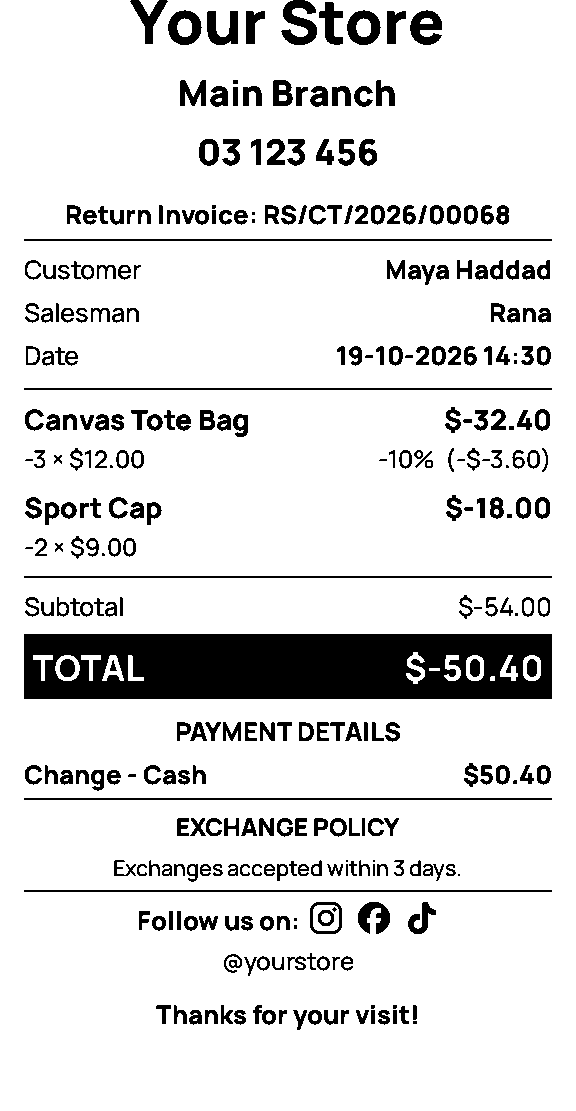 Your Store
Main Branch
03 123 456
Return Invoice: RS/CT/2026/00068
Customer Maya Haddad
Salesman Rana
Date 19-10-2026 14:30
Canvas Tote Bag $-32.40
-3 × $12.00 -10% (-$-3.60)
Sport Cap $-18.00
-2 × $9.00
Subtotal $-54.00
TOTAL $-50.40
PAYMENT DETAILS
Change - Cash $50.40
EXCHANGE POLICY
Exchanges accepted within 3 days.
Follow us on:
@yourstore
Thanks for your visit!